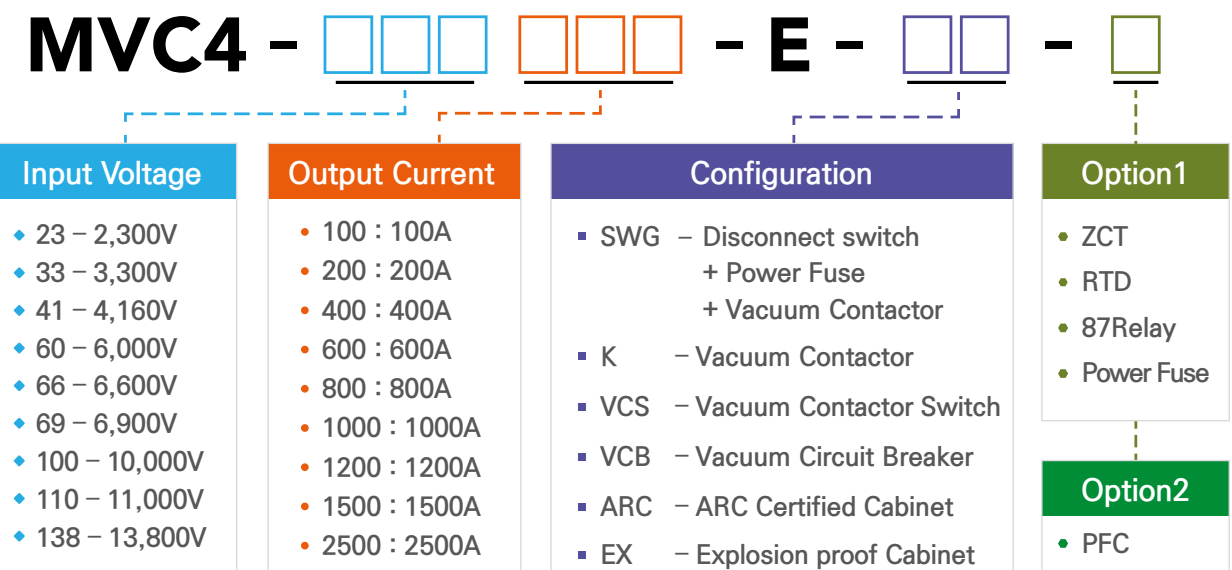 MVC4 - □□□ □□□ - E - □□ - □
Input Voltage
23 – 2,300V
33 – 3,300V
41 – 4,160V
60 – 6,000V
66 – 6,600V
69 – 6,900V
100 – 10,000V
110 – 11,000V
138 – 13,800V
Output Current
100 : 100A
200 : 200A
400 : 400A
600 : 600A
800 : 800A
1000 : 1000A
1200 : 1200A
1500 : 1500A
2500 : 2500A
Configuration
SWG – Disconnect switch
+ Power Fuse
+ Vacuum Contactor
K – Vacuum Contactor
VCS – Vacuum Contactor Switch
VCB – Vacuum Circuit Breaker
ARC – ARC Certified Cabinet
EX – Explosion proof Cabinet
Option1
ZCT
RTD
87Relay
Power Fuse
Option2
PFC